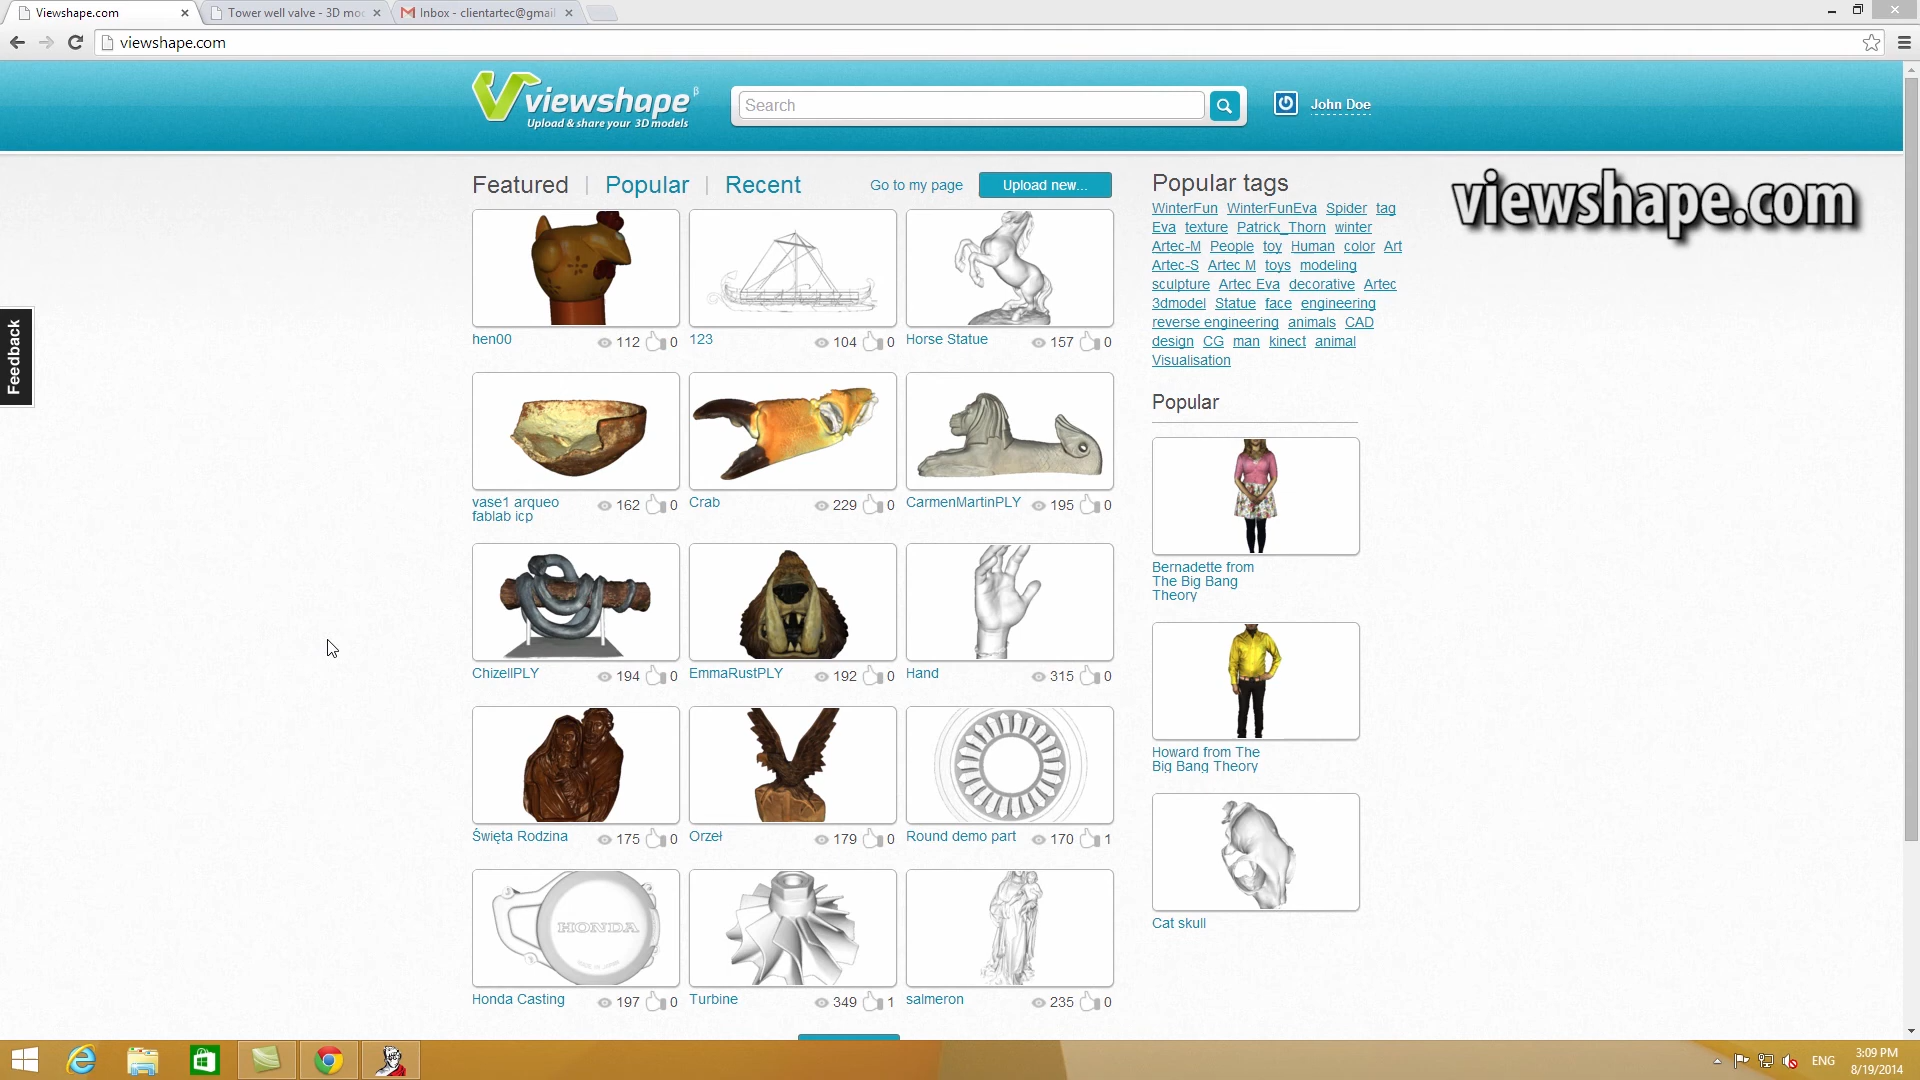 Viewshape.com
Tower well valve - 3D mo
Inbox - clientartec@gmail
viewshape.com
viewshape β
Upload & share your 3D models
Search
John Doe
Feedback
Featured | Popular | Recent
Go to my page
Upload new...
hen00 112 0
123 104 0
Horse Statue 157 0
vase1 arqueo
fablab icp
162 0
Crab 229 0
CarmenMartinPLY 195 0
ChizellPLY 194 0
EmmaRustPLY 192 0
Hand 315 0
Święta Rodzina 175 0
Orzeł 179 0
Round demo part 170 1
HONDA
MADE IN JAPAN
Honda Casting 197 0
Turbine 349 1
salmeron 235 0
Popular tags
WinterFun WinterFunEva Spider tag
Eva texture Patrick_Thorn winter
Artec-M People toy Human color Art
Artec-S Artec M toys modeling
sculpture Artec Eva decorative Artec
3dmodel Statue face engineering
reverse engineering animals CAD
design CG man kinect animal
Visualisation
Popular
Bernadette from
The Big Bang
Theory
Howard from The
Big Bang Theory
Cat skull
viewshape.com
ENG
3:09 PM
8/19/2014